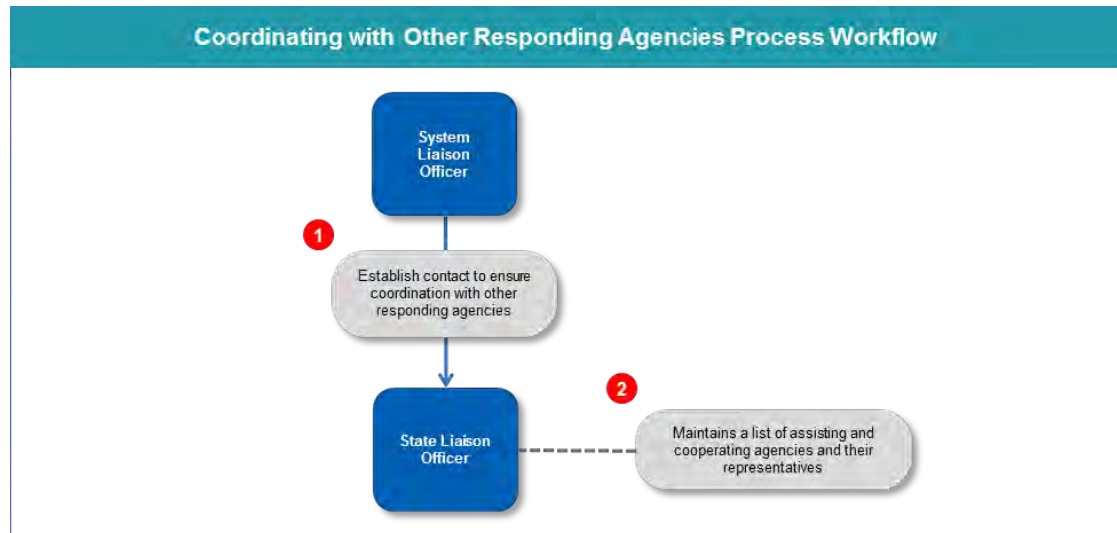 Coordinating with Other Responding Agencies Process Workflow
System
Liaison
Officer
1
Establish contact to ensure
coordination with other
responding agencies
2
State Liaison
Officer
Maintains a list of assisting and
cooperating agencies and their
representatives